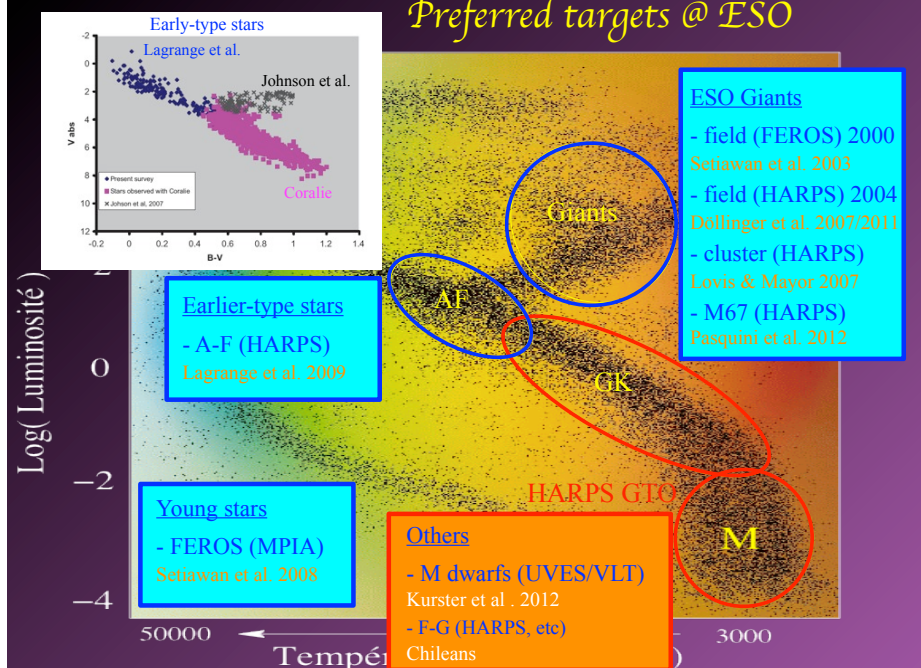 Preferred targets @ ESO
Early-type stars
Lagrange et al.
Johnson et al.
Coralie
V abs
-2
0
2
4
6
8
10
12
Present survey
Stars observed with Coralie
Johson et al, 2007
-0.2 0 0.2 0.4 0.6 0.8 1 1.2 1.4
B-V
ESO Giants
- field (FEROS) 2000
Setiawan et al. 2003
- field (HARPS) 2004
Döllinger et al. 2007/2011
- cluster (HARPS)
Lovis & Mayor 2007
- M67 (HARPS)
Pasquini et al. 2012
Giants
AF
GK
M
HARPS GTO
Earlier-type stars
- A-F (HARPS)
Lagrange et al. 2009
Young stars
- FEROS (MPIA)
Setiawan et al. 2008
Others
- M dwarfs (UVES/VLT)
Kurster et al . 2012
- F-G (HARPS, etc)
Chileans
Log( Luminosité )
0
−2
−4
50000
3000